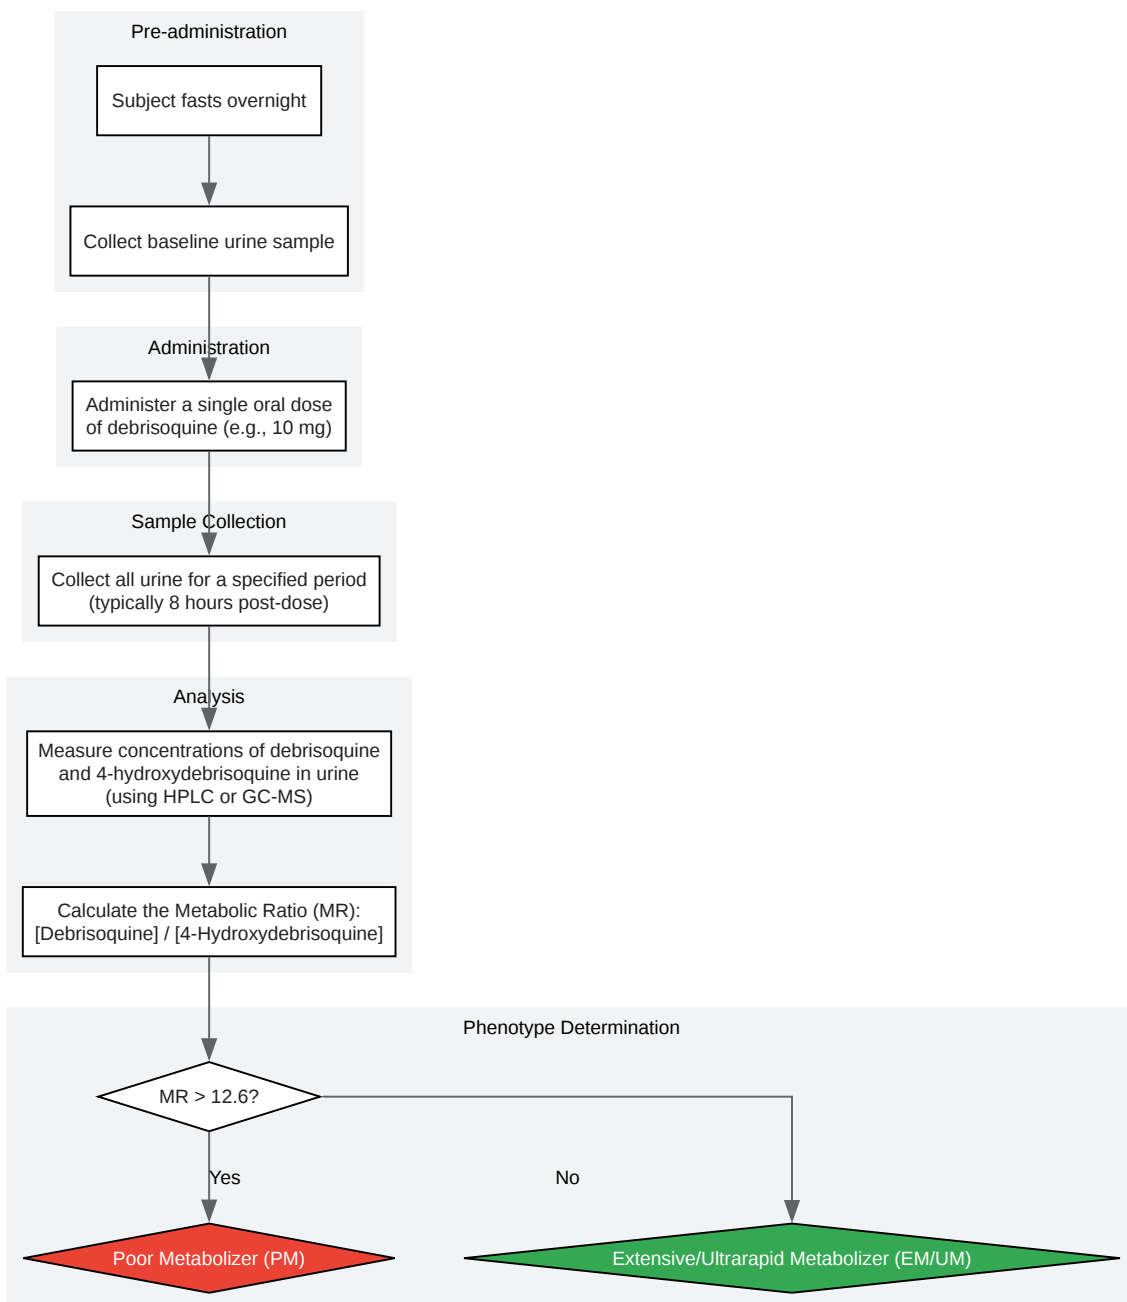 Pre-administration
Subject fasts overnight
Collect baseline urine sample
Administration
Administer a single oral dose
of debrisoquine (e.g., 10 mg)
Sample Collection
Collect all urine for a specified period
(typically 8 hours post-dose)
Analysis
Measure concentrations of debrisoquine
and 4-hydroxydebrisoquine in urine
(using HPLC or GC-MS)
Calculate the Metabolic Ratio (MR):
[Debrisoquine] / [4-Hydroxydebrisoquine]
Phenotype Determination
MR > 12.6?
Yes
No
Poor Metabolizer (PM)
Extensive/Ultrarapid Metabolizer (EM/UM)